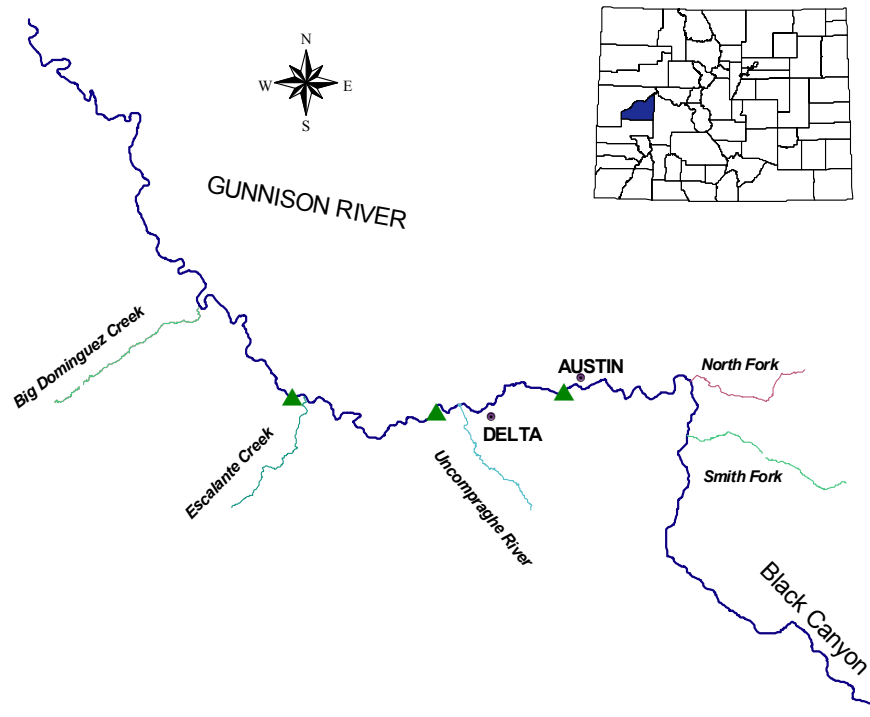 N
W
E
S
GUNNISON RIVER
Big Dominguez Creek
AUSTIN
North Fork
DELTA
Escalante Creek
Uncompraghe River
Smith Fork
Black Canyon